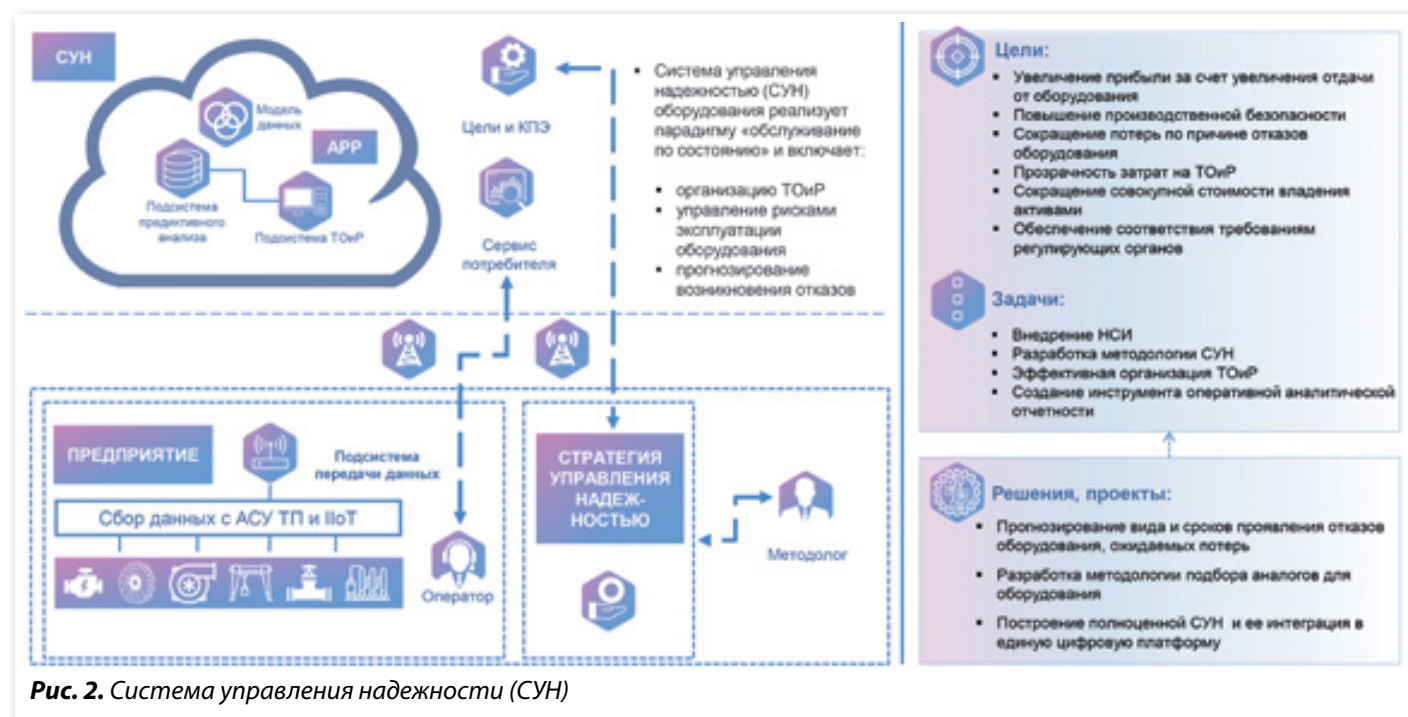 СУН
Модель
данных
APP
Подсистема
предиктивного
анализа
Подсистема ТОиР
Цели и КПЭ
Сервис
потребителя
▪ Система управления
надежностью (СУН)
оборудования реализует
парадигму «обслуживание
по состоянию» и включает:
▪ организацию ТОиР
▪ управление рисками
эксплуатации
оборудования
▪ прогнозирование
возникновения отказов
ПРЕДПРИЯТИЕ
Подсистема
передачи данных
Сбор данных с АСУ ТП и IIoT
Оператор
СТРАТЕГИЯ
УПРАВЛЕНИЯ
НАДЕЖ-
НОСТЬЮ
Методолог
Цели:
▪ Увеличение прибыли за счет увеличения отдачи
от оборудования
▪ Повышение производственной безопасности
▪ Сокращение потерь по причине отказов
оборудования
▪ Прозрачность затрат на ТОиР
▪ Сокращение совокупной стоимости владения
активами
▪ Обеспечение соответствия требованиям
регулирующих органов
Задачи:
▪ Внедрение НСИ
▪ Разработка методологии СУН
▪ Эффективная организация ТОиР
▪ Создание инструмента оперативной аналитической
отчетности
Решения, проекты:
▪ Прогнозирование вида и сроков проявления отказов
оборудования, ожидаемых потерь
▪ Разработка методологии подбора аналогов для
оборудования
▪ Построение полноценной СУН и ее интеграция в
единую цифровую платформу
Рис. 2. Система управления надежности (СУН)